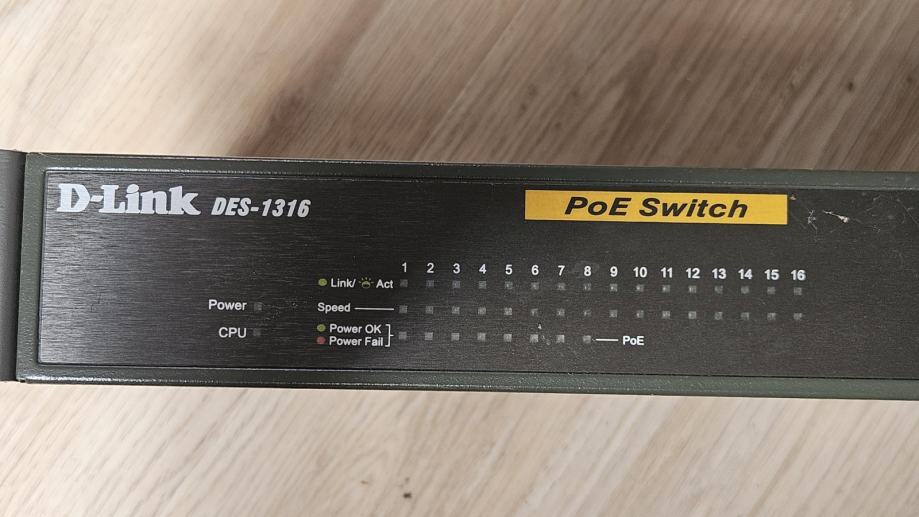 D-Link DES-1316
PoE Switch
1 2 3 4 5 6 7 8 9 10 11 12 13 14 15 16
Link/ Act
Power
Speed
CPU
Power OK
Power Fail
PoE